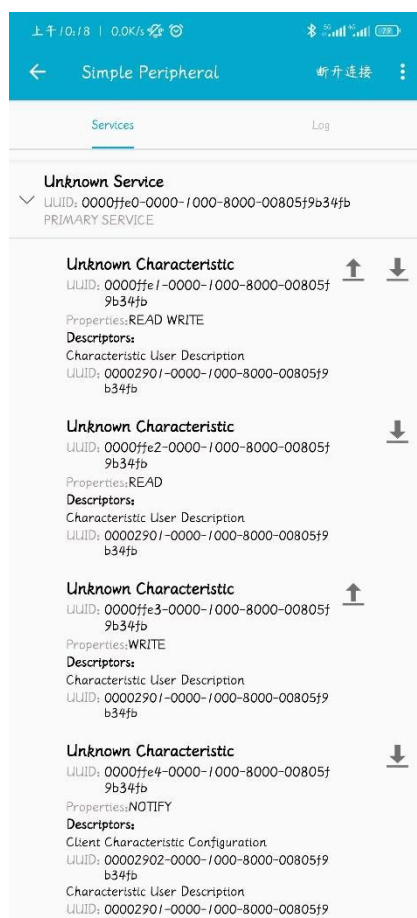 上午10:18 | 0.0K/s
5G 5G 78
Simple Peripheral 断开连接
Services Log
Unknown Service
UUID: 0000ffe0-0000-1000-8000-00805f9b34fb
PRIMARY SERVICE
Unknown Characteristic
UUID: 0000ffe1-0000-1000-8000-00805f
9b34fb
Properties:READ WRITE
Descriptors:
Characteristic User Description
UUID: 00002901-0000-1000-8000-00805f9
b34fb
Unknown Characteristic
UUID: 0000ffe2-0000-1000-8000-00805f
9b34fb
Properties:READ
Descriptors:
Characteristic User Description
UUID: 00002901-0000-1000-8000-00805f9
b34fb
Unknown Characteristic
UUID: 0000ffe3-0000-1000-8000-00805f
9b34fb
Properties:WRITE
Descriptors:
Characteristic User Description
UUID: 00002901-0000-1000-8000-00805f9
b34fb
Unknown Characteristic
UUID: 0000ffe4-0000-1000-8000-00805f
9b34fb
Properties:NOTIFY
Descriptors:
Client Characteristic Configuration
UUID: 00002902-0000-1000-8000-00805f9
b34fb
Characteristic User Description
UUID: 00002901-0000-1000-8000-00805f9